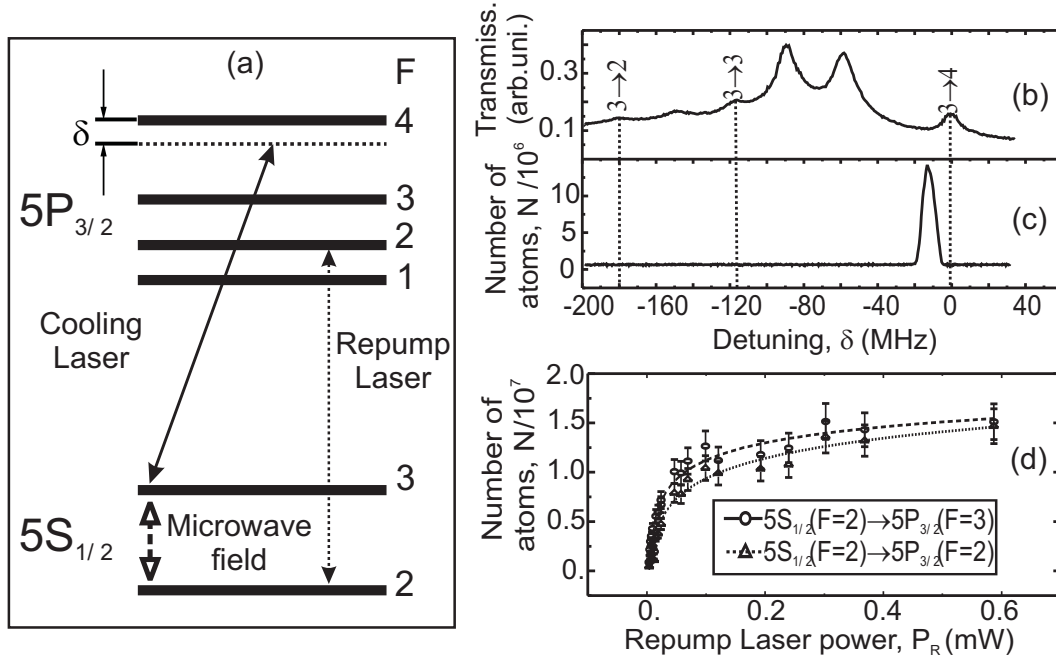 (a)
F
4
δ
3
5P3/2
2
1
Cooling
Laser
Repump
Laser
3
5S1/2
Microwave
field
2
Transmiss.
(arb.uni.)
0.3
0.1
3→2
3→3
3→4
(b)
Number of
atoms, N /10^6
10
5
0
(c)
-200 -160 -120 -80 -40 0 40
Detuning, δ (MHz)
Number of
atoms, N/10^7
2.0
1.5
1.0
0.5
0.
(d)
5S1/2(F=2)→5P3/2(F=3)
5S1/2(F=2)→5P3/2(F=2)
0. 0.2 0.4 0.6
Repump Laser power, PR (mW)